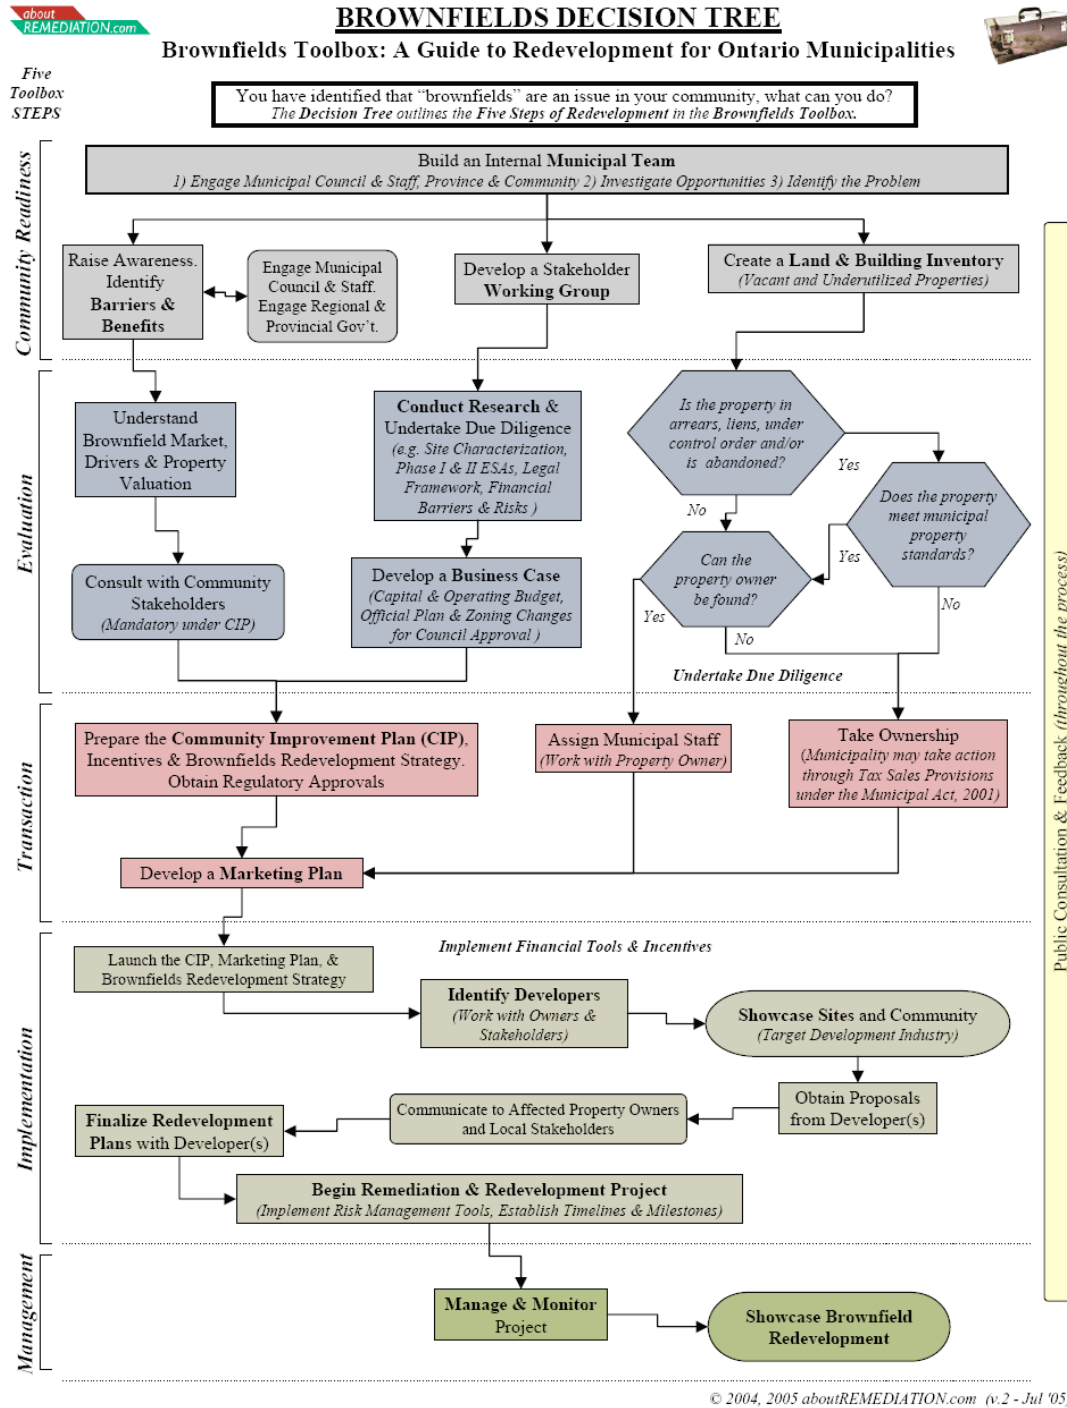 about
REMEDIATION.com
BROWNFIELDS DECISION TREE
Brownfields Toolbox: A Guide to Redevelopment for Ontario Municipalities
Five
Toolbox
STEPS
You have identified that “brownfields” are an issue in your community, what can you do?
The Decision Tree outlines the Five Steps of Redevelopment in the Brownfields Toolbox.
Community Readiness
Build an Internal Municipal Team
1) Engage Municipal Council & Staff, Province & Community 2) Investigate Opportunities 3) Identify the Problem
Raise Awareness.
Identify
Barriers &
Benefits
Engage Municipal
Council & Staff.
Engage Regional &
Provincial Gov’t.
Develop a Stakeholder
Working Group
Create a Land & Building Inventory
(Vacant and Underutilized Properties)
Evaluation
Understand
Brownfield Market,
Drivers & Property
Valuation
Conduct Research &
Undertake Due Diligence
(e.g. Site Characterization,
Phase I & II ESAs, Legal
Framework, Financial
Barriers & Risks )
Is the property in
arrears, liens, under
control order and/or
is abandoned?
Yes
No
Does the property
meet municipal
property
standards?
Yes
No
Can the
property owner
be found?
Yes
No
Consult with Community
Stakeholders
(Mandatory under CIP)
Develop a Business Case
(Capital & Operating Budget,
Official Plan & Zoning Changes
for Council Approval )
Undertake Due Diligence
Transaction
Prepare the Community Improvement Plan (CIP),
Incentives & Brownfields Redevelopment Strategy.
Obtain Regulatory Approvals
Assign Municipal Staff
(Work with Property Owner)
Take Ownership
(Municipality may take action
through Tax Sales Provisions
under the Municipal Act, 2001)
Develop a Marketing Plan
Implementation
Implement Financial Tools & Incentives
Launch the CIP, Marketing Plan, &
Brownfields Redevelopment Strategy
Identify Developers
(Work with Owners &
Stakeholders)
Showcase Sites and Community
(Target Development Industry)
Obtain Proposals
from Developer(s)
Communicate to Affected Property Owners
and Local Stakeholders
Finalize Redevelopment
Plans with Developer(s)
Begin Remediation & Redevelopment Project
(Implement Risk Management Tools, Establish Timelines & Milestones)
Management
Manage & Monitor
Project
Showcase Brownfield
Redevelopment
Public Consultation & Feedback (throughout the process)
© 2004, 2005 aboutREMEDIATION.com (v.2 - Jul '05)